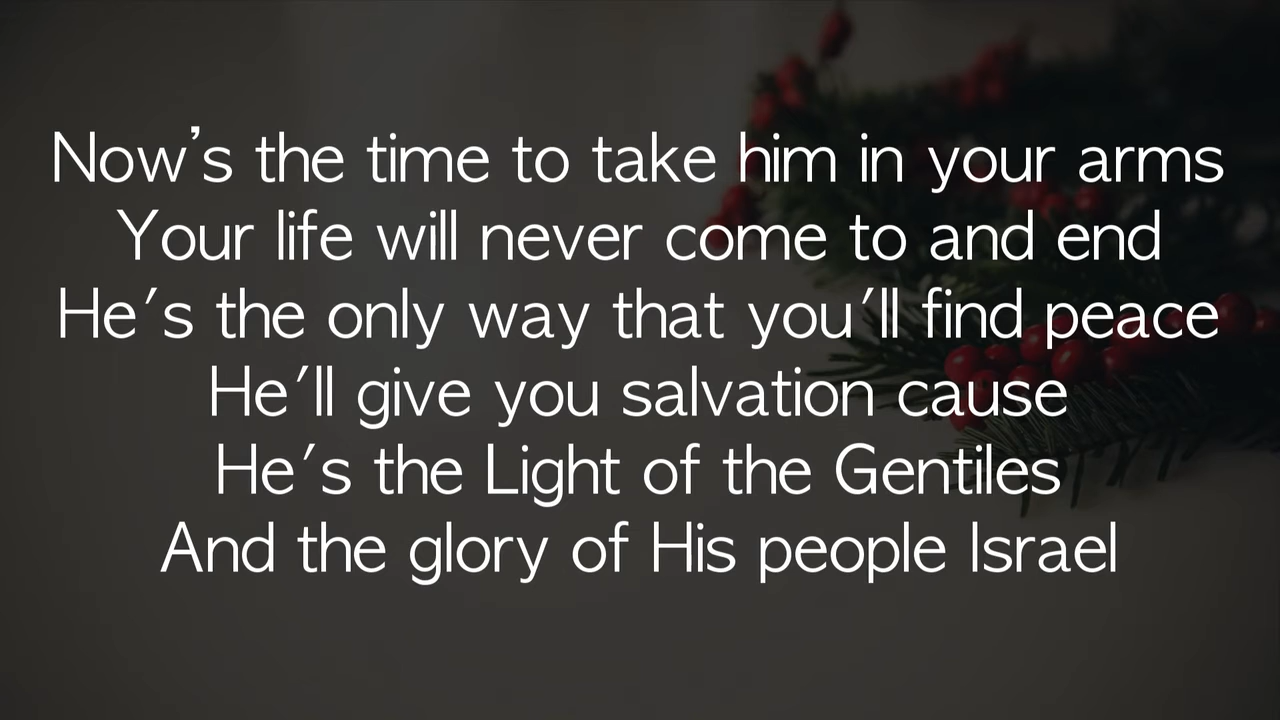 Now’s the time to take him in your arms
Your life will never come to and end
He's the only way that you'll find peace
He'll give you salvation cause
He's the Light of the Gentiles
And the glory of His people Israel